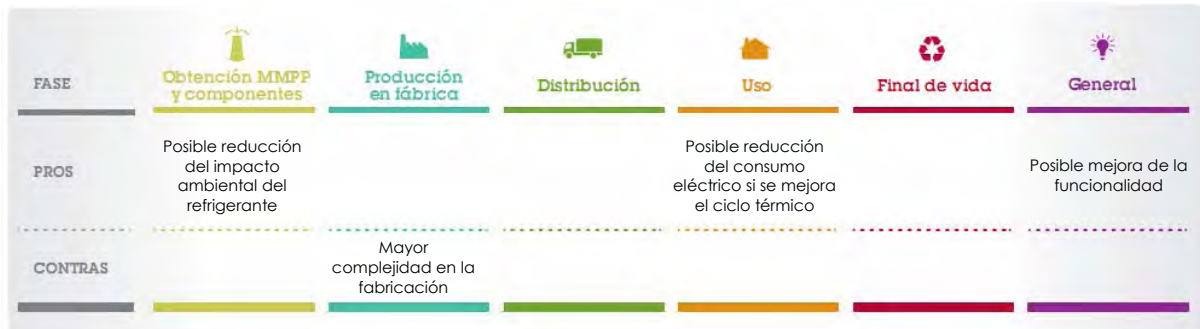 FASE
Obtención MMPP
y componentes
Producción
en fábrica
Distribución
Uso
Final de vida
General
PROS
Posible reducción
del impacto
ambiental del
refrigerante
Posible reducción
del consumo
eléctrico si se mejora
el ciclo térmico
Posible mejora de la
funcionalidad
CONTRAS
Mayor
complejidad en la
fabricación